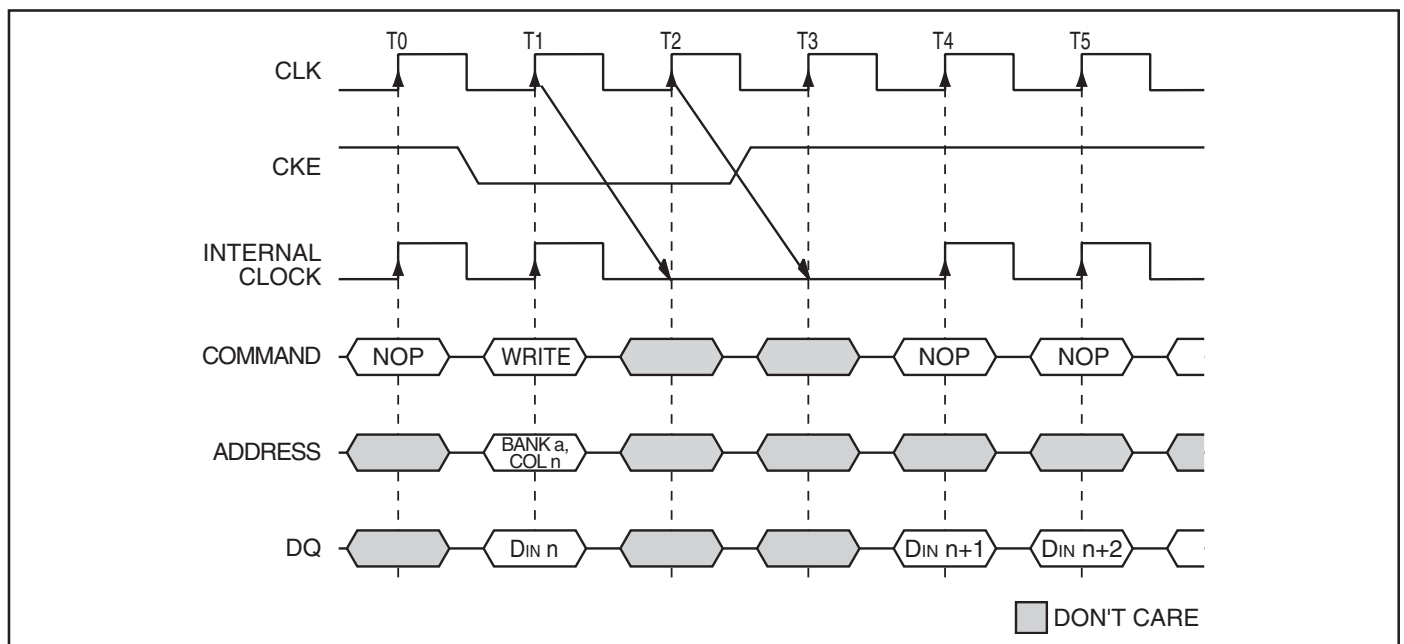 T0 T1 T2 T3 T4 T5
CLK
CKE
INTERNAL
CLOCK
COMMAND NOP WRITE NOP NOP
ADDRESS BANK a,
COL n
DQ DIN n DIN n+1 DIN n+2
DON'T CARE